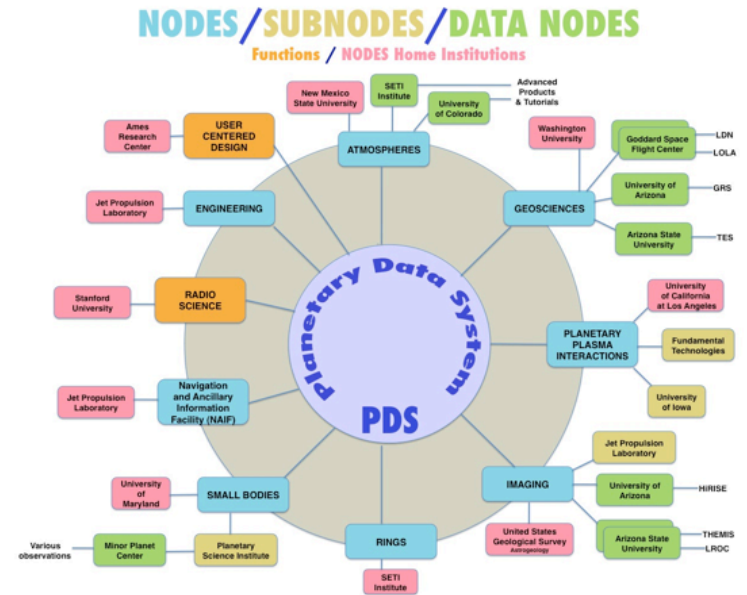 NODES/SUBNODES/DATA NODES
Functions / NODES Home Institutions
New Mexico
State University
SETI
Institute
University
of Colorado
Advanced
Products
& Tutorials
ATMOSPHERES
Ames
Research
Center
USER
CENTERED
DESIGN
Washington
University
Goddard Space
Flight Center
LDN
LOLA
University of
Arizona
GRS
Arizona State
University
TES
GEOSCIENCES
Jet Propulsion
Laboratory
ENGINEERING
Stanford
University
RADIO
SCIENCE
Planetary Data System
PDS
PLANETARY
PLASMA
INTERACTIONS
University
of California
at Los Angeles
Fundamental
Technologies
University
of Iowa
Jet Propulsion
Laboratory
Navigation
and Ancillary
Information
Facility (NAIF)
Jet Propulsion
Laboratory
IMAGING
University of
Arizona
HiRISE
Arizona State
University
THEMIS
LROC
United States
Geological Survey
Astrogeology
University
of
Maryland
SMALL BODIES
Various
observations
Minor Planet
Center
Planetary
Science Institute
RINGS
SETI
Institute